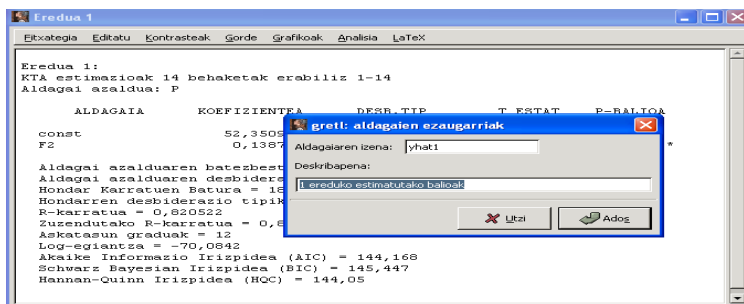 Eredua 1
Fitxategia Editatu Kontrasteak Gorde Grafikoak Analisia LaTeX
Eredua 1:
KTA estimazioak 14 behaketak erabiliz 1-14
Aldagai azaldua: P
ALDAGAIA KOEFIZIENTEA DESB.TIP T ESTAT P-BALIOA
const 52,3509
F2 0,1387 *
Aldagai azalduaren batezbest
Aldagai azalduaren desbidera
Hondar Karratuen Batura = 18
Hondarren desbiderazio tipik
R-karratua = 0,820522
Zuzendutako R-karratua = 0,8
Askatasun graduak = 12
Log-egiantza = -70,0842
Akaike Informazio Irizpidea (AIC) = 144,168
Schwarz Bayesian Irizpidea (BIC) = 145,447
Hannan-Quinn Irizpidea (HQC) = 144,05
gretl: aldagaien ezaugarriak
Aldagaiaren izena: yhat1
Deskribapena:
1 ereduko estimatutako balioak
Utzi Ados